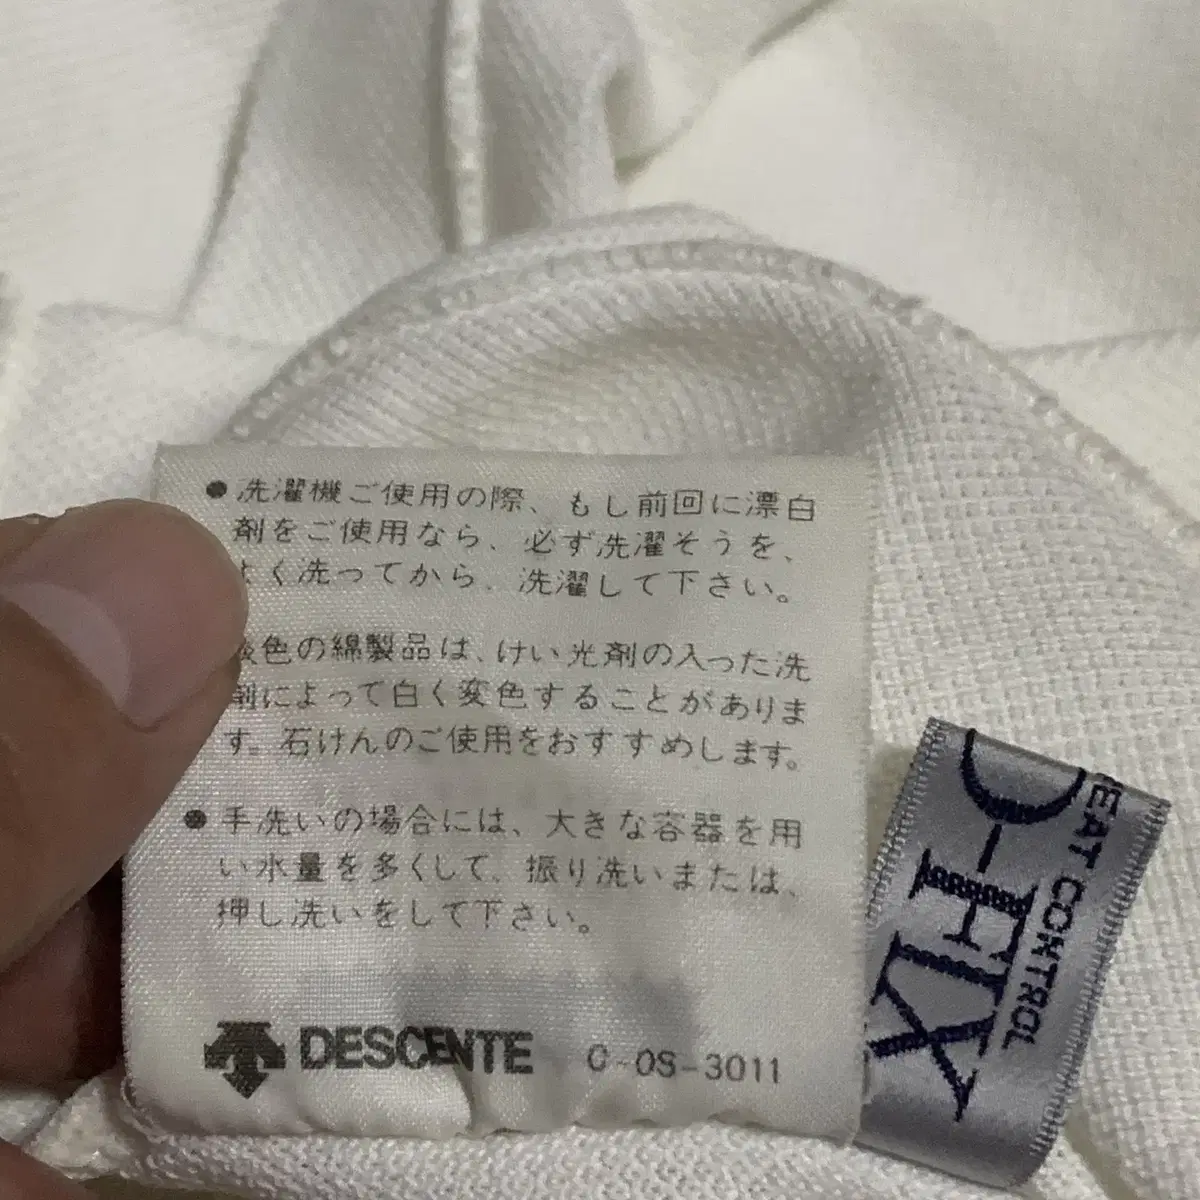 ●洗濯機ご使用の際、もし前回に漂白
剤をご使用なら、必ず洗濯そうを、
よく洗ってから、洗濯して下さい。
色の綿製品は、けい光剤の入った洗
剤によって白く変色することがありま
す。石けんのご使用をおすすめします。
●手洗いの場合には、大きな容器を用
い水量を多くして、振り洗いまたは、
押し洗いをして下さい。
DESCENTE C-OS-3011
HEAT CONTROL
D-FIX